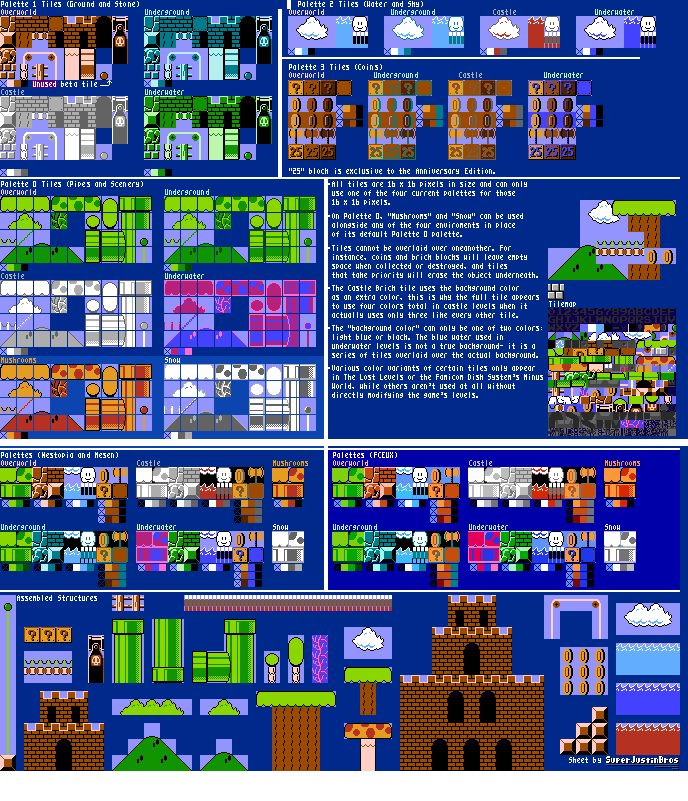 Palette 1 Tiles (Ground and Stone)
Overworld
Underground
Unused beta tile
Castle
Underwater
Palette 2 Tiles (Water and Sky)
Overworld
Underground
Castle
Underwater
Palette 3 Tiles (Coins)
Overworld
Underground
Castle
Underwater
"25" block is exclusive to the Anniversary Edition.
Palette 0 Tiles (Pipes and Scenery)
Overworld
Underground
Castle
Underwater
Mushrooms
Snow
All tiles are 16 x 16 pixels in size and can only
use one of the four current palettes for those
16 x 16 pixels.
On Palette 0, "Mushrooms" and "Snow" can be used
alongside any of the four enviroments in place
of its default Palette 0 palette.
Tiles cannot be overlaid over oneanother. For
instance, coins and brick blocks will leave empty
space when collected or destroyed, and tiles
that take priority will erase the object underneath.
The Castle Brick tile uses the background color
as an extra color, this is why the full tile appears
to use four colors total in castle levels when it
actually uses only three like every other tile.
The "background color" can only be one of two colors:
light blue or black. The blue water used in
underwater levels is not a true background- it is a
series of tiles overlaid over the actual background.
Various color variants of certain tiles only appear
in The Lost Levels or the Famicom Disk System's Minus
World, while others aren't used at all without
directly modifying the game's levels.
Tilemap
Palettes (Nestopia and Mesen)
Overworld
Castle
Mushrooms
Underground
Underwater
Snow
Palettes (FCEUX)
Overworld
Castle
Mushrooms
Underground
Underwater
Snow
Assembled Structures
Sheet by SuperJustinBros